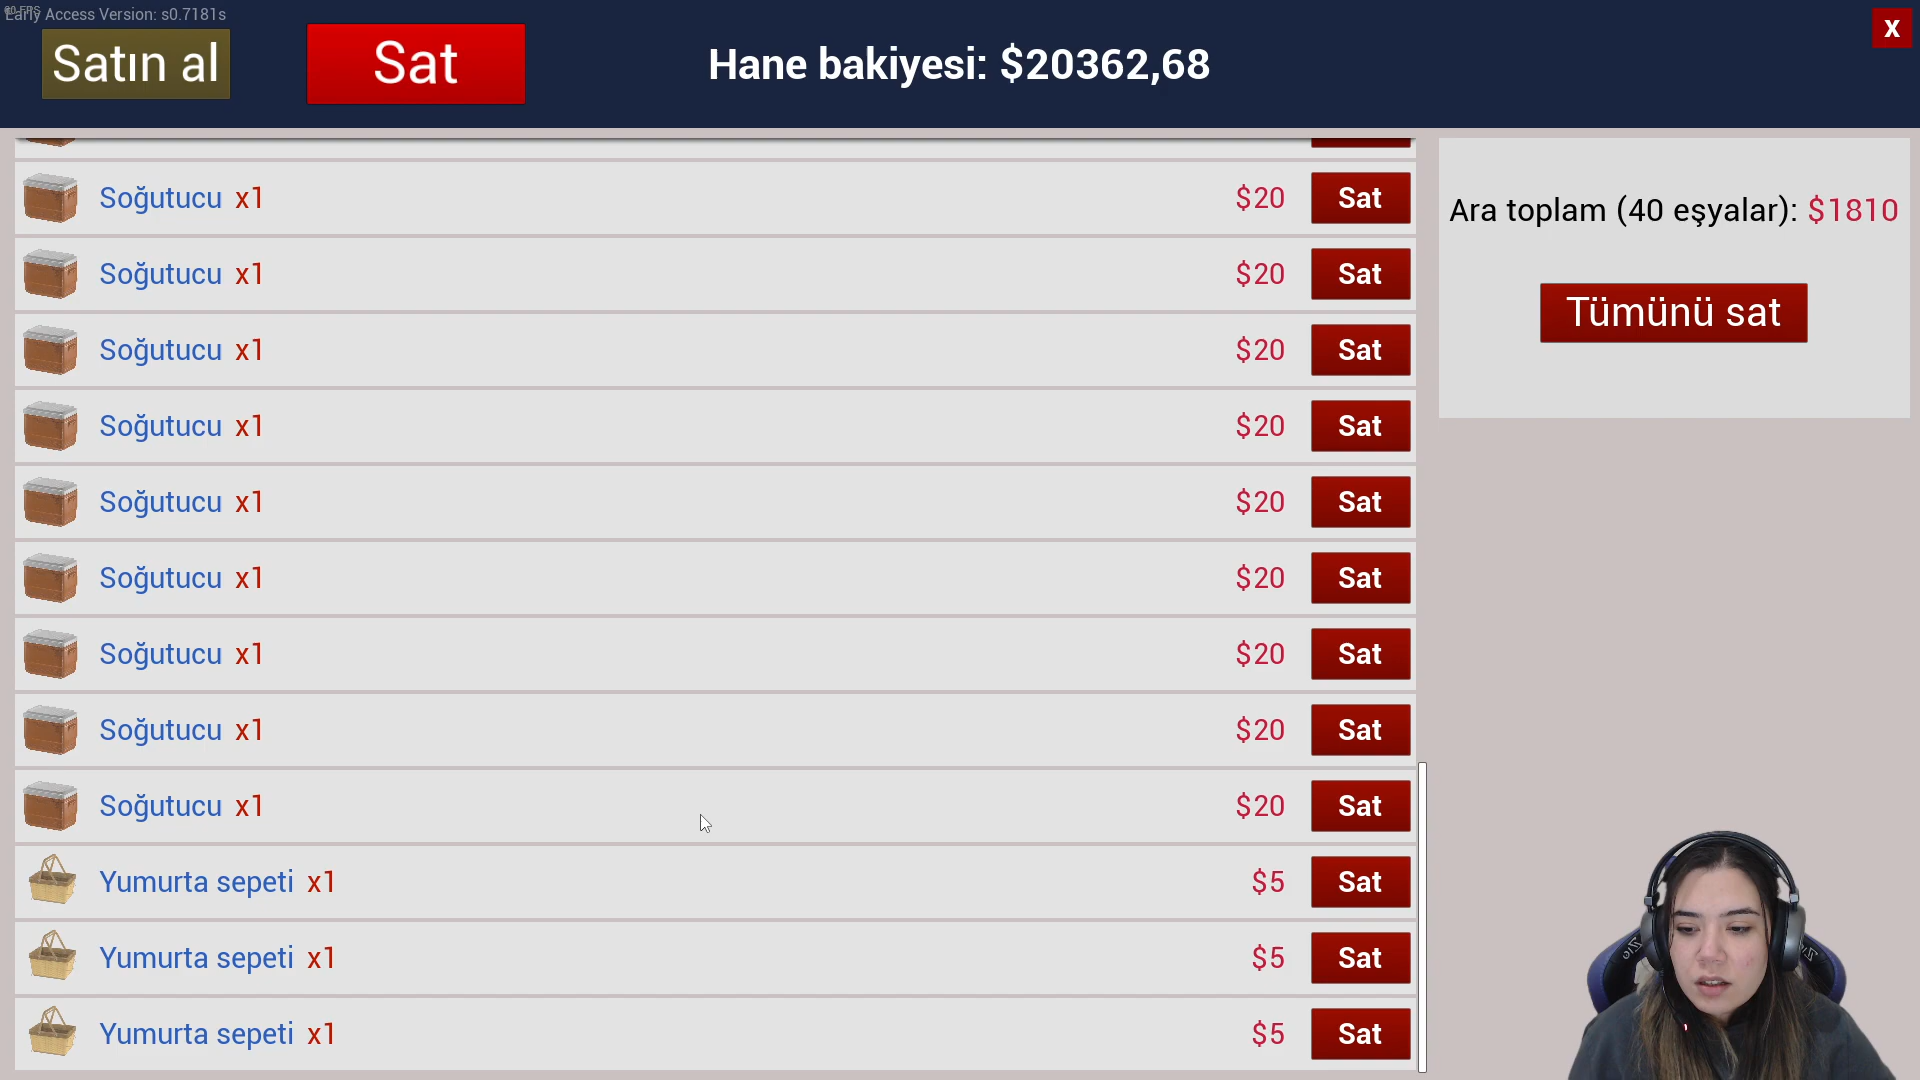 60 FPS
Early Access Version: s0.7181s
Satın al
Sat
Hane bakiyesi: $20362,68
X
Soğutucu x1 $20 Sat
Soğutucu x1 $20 Sat
Soğutucu x1 $20 Sat
Soğutucu x1 $20 Sat
Soğutucu x1 $20 Sat
Soğutucu x1 $20 Sat
Soğutucu x1 $20 Sat
Soğutucu x1 $20 Sat
Soğutucu x1 $20 Sat
Yumurta sepeti x1 $5 Sat
Yumurta sepeti x1 $5 Sat
Yumurta sepeti x1 $5 Sat
Ara toplam (40 eşyalar): $1810
Tümünü sat